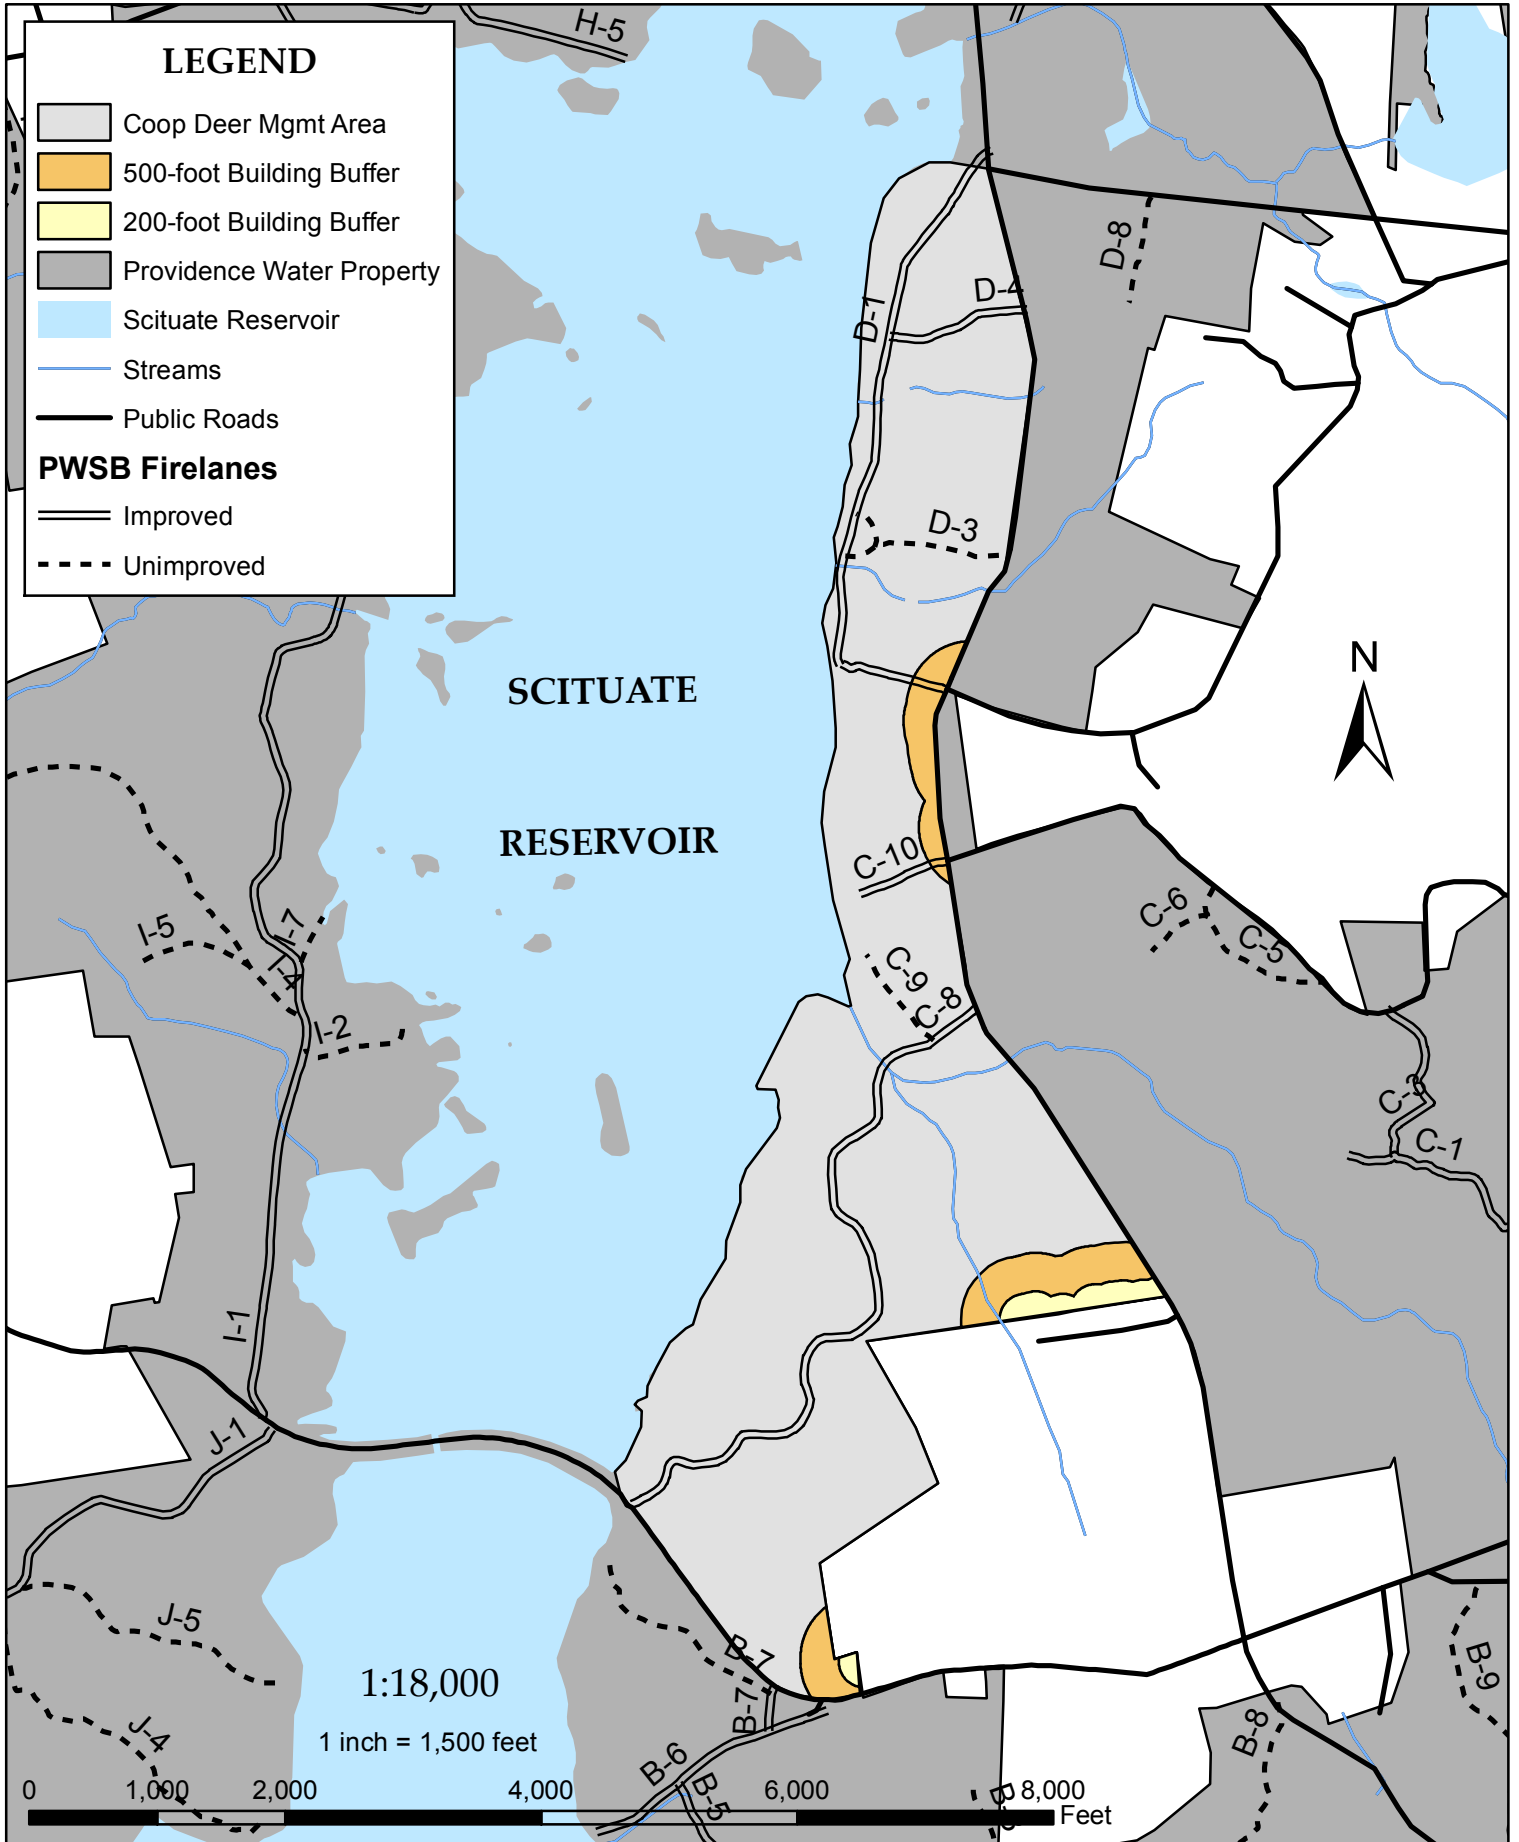 LEGEND
Coop Deer Mgmt Area
500-foot Building Buffer
200-foot Building Buffer
Providence Water Property
Scituate Reservoir
Streams
Public Roads
PWSB Firelanes
Improved
Unimproved
H-5
D-8
D-4
D-1
D-3
N
SCITUATE
RESERVOIR
C-10
C-6
C-5
I-5
I-7
I-4
I-2
C-9
C-8
C-3
C-1
I-1
J-1
J-5
B-7
B-7
B-9
B-8
J-4
B-6
B-5
1:18,000
1 inch = 1,500 feet
0
1,000
2,000
4,000
6,000
8,000
Feet